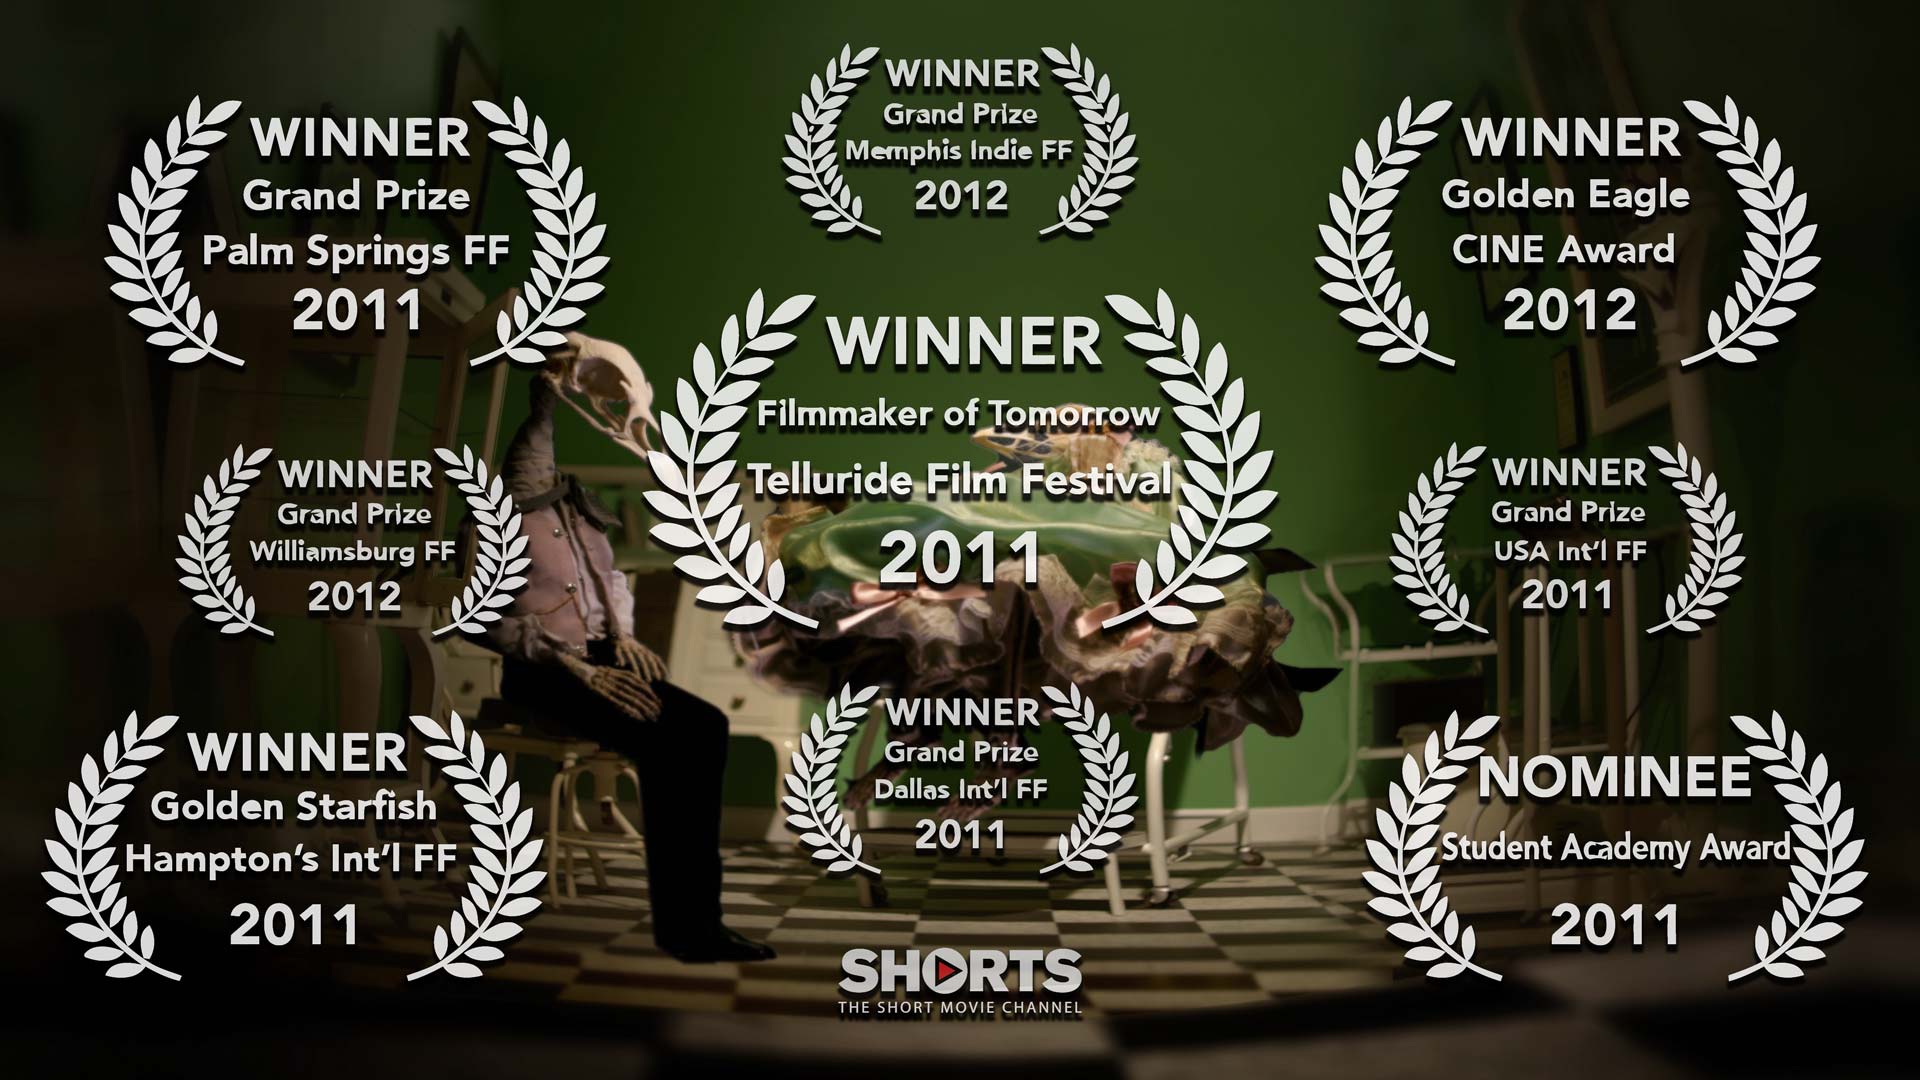 WINNER
Grand Prize
Palm Springs FF
2011
WINNER
Grand Prize
Memphis Indie FF
2012
WINNER
Golden Eagle
CINE Award
2012
WINNER
Filmmaker of Tomorrow
Telluride Film Festival
2011
WINNER
Grand Prize
Williamsburg FF
2012
WINNER
Grand Prize
USA Int'l FF
2011
WINNER
Golden Starfish
Hampton's Int'l FF
2011
WINNER
Grand Prize
Dallas Int'l FF
2011
NOMINEE
Student Academy Award
2011
SHORTS
THE SHORT MOVIE CHANNEL